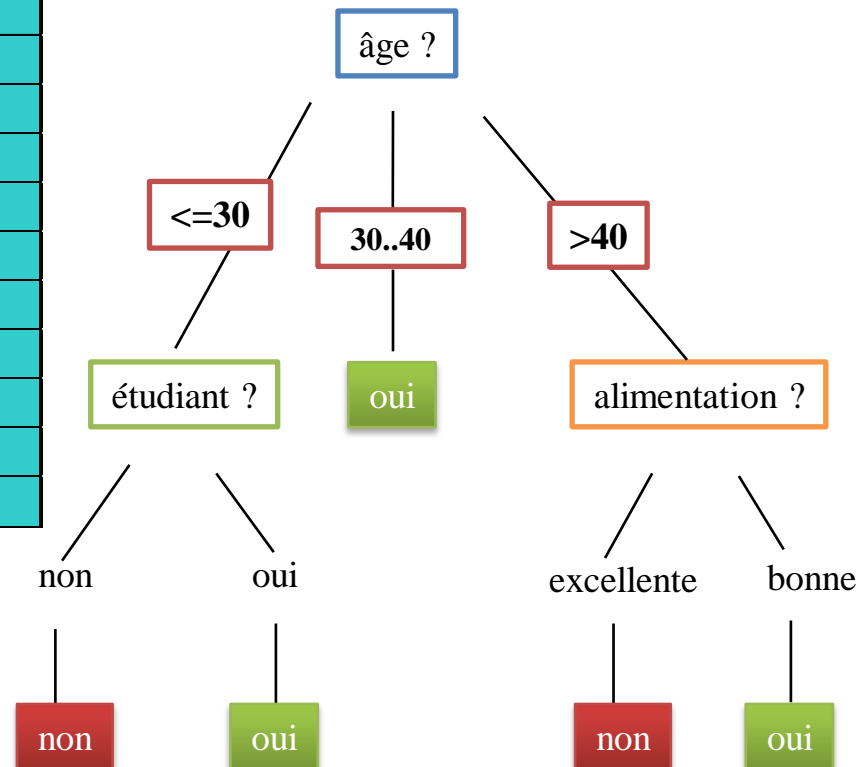 âge ?
<=30
30..40
>40
étudiant ?
oui
alimentation ?
non
oui
excellente
bonne
non
oui
non
oui